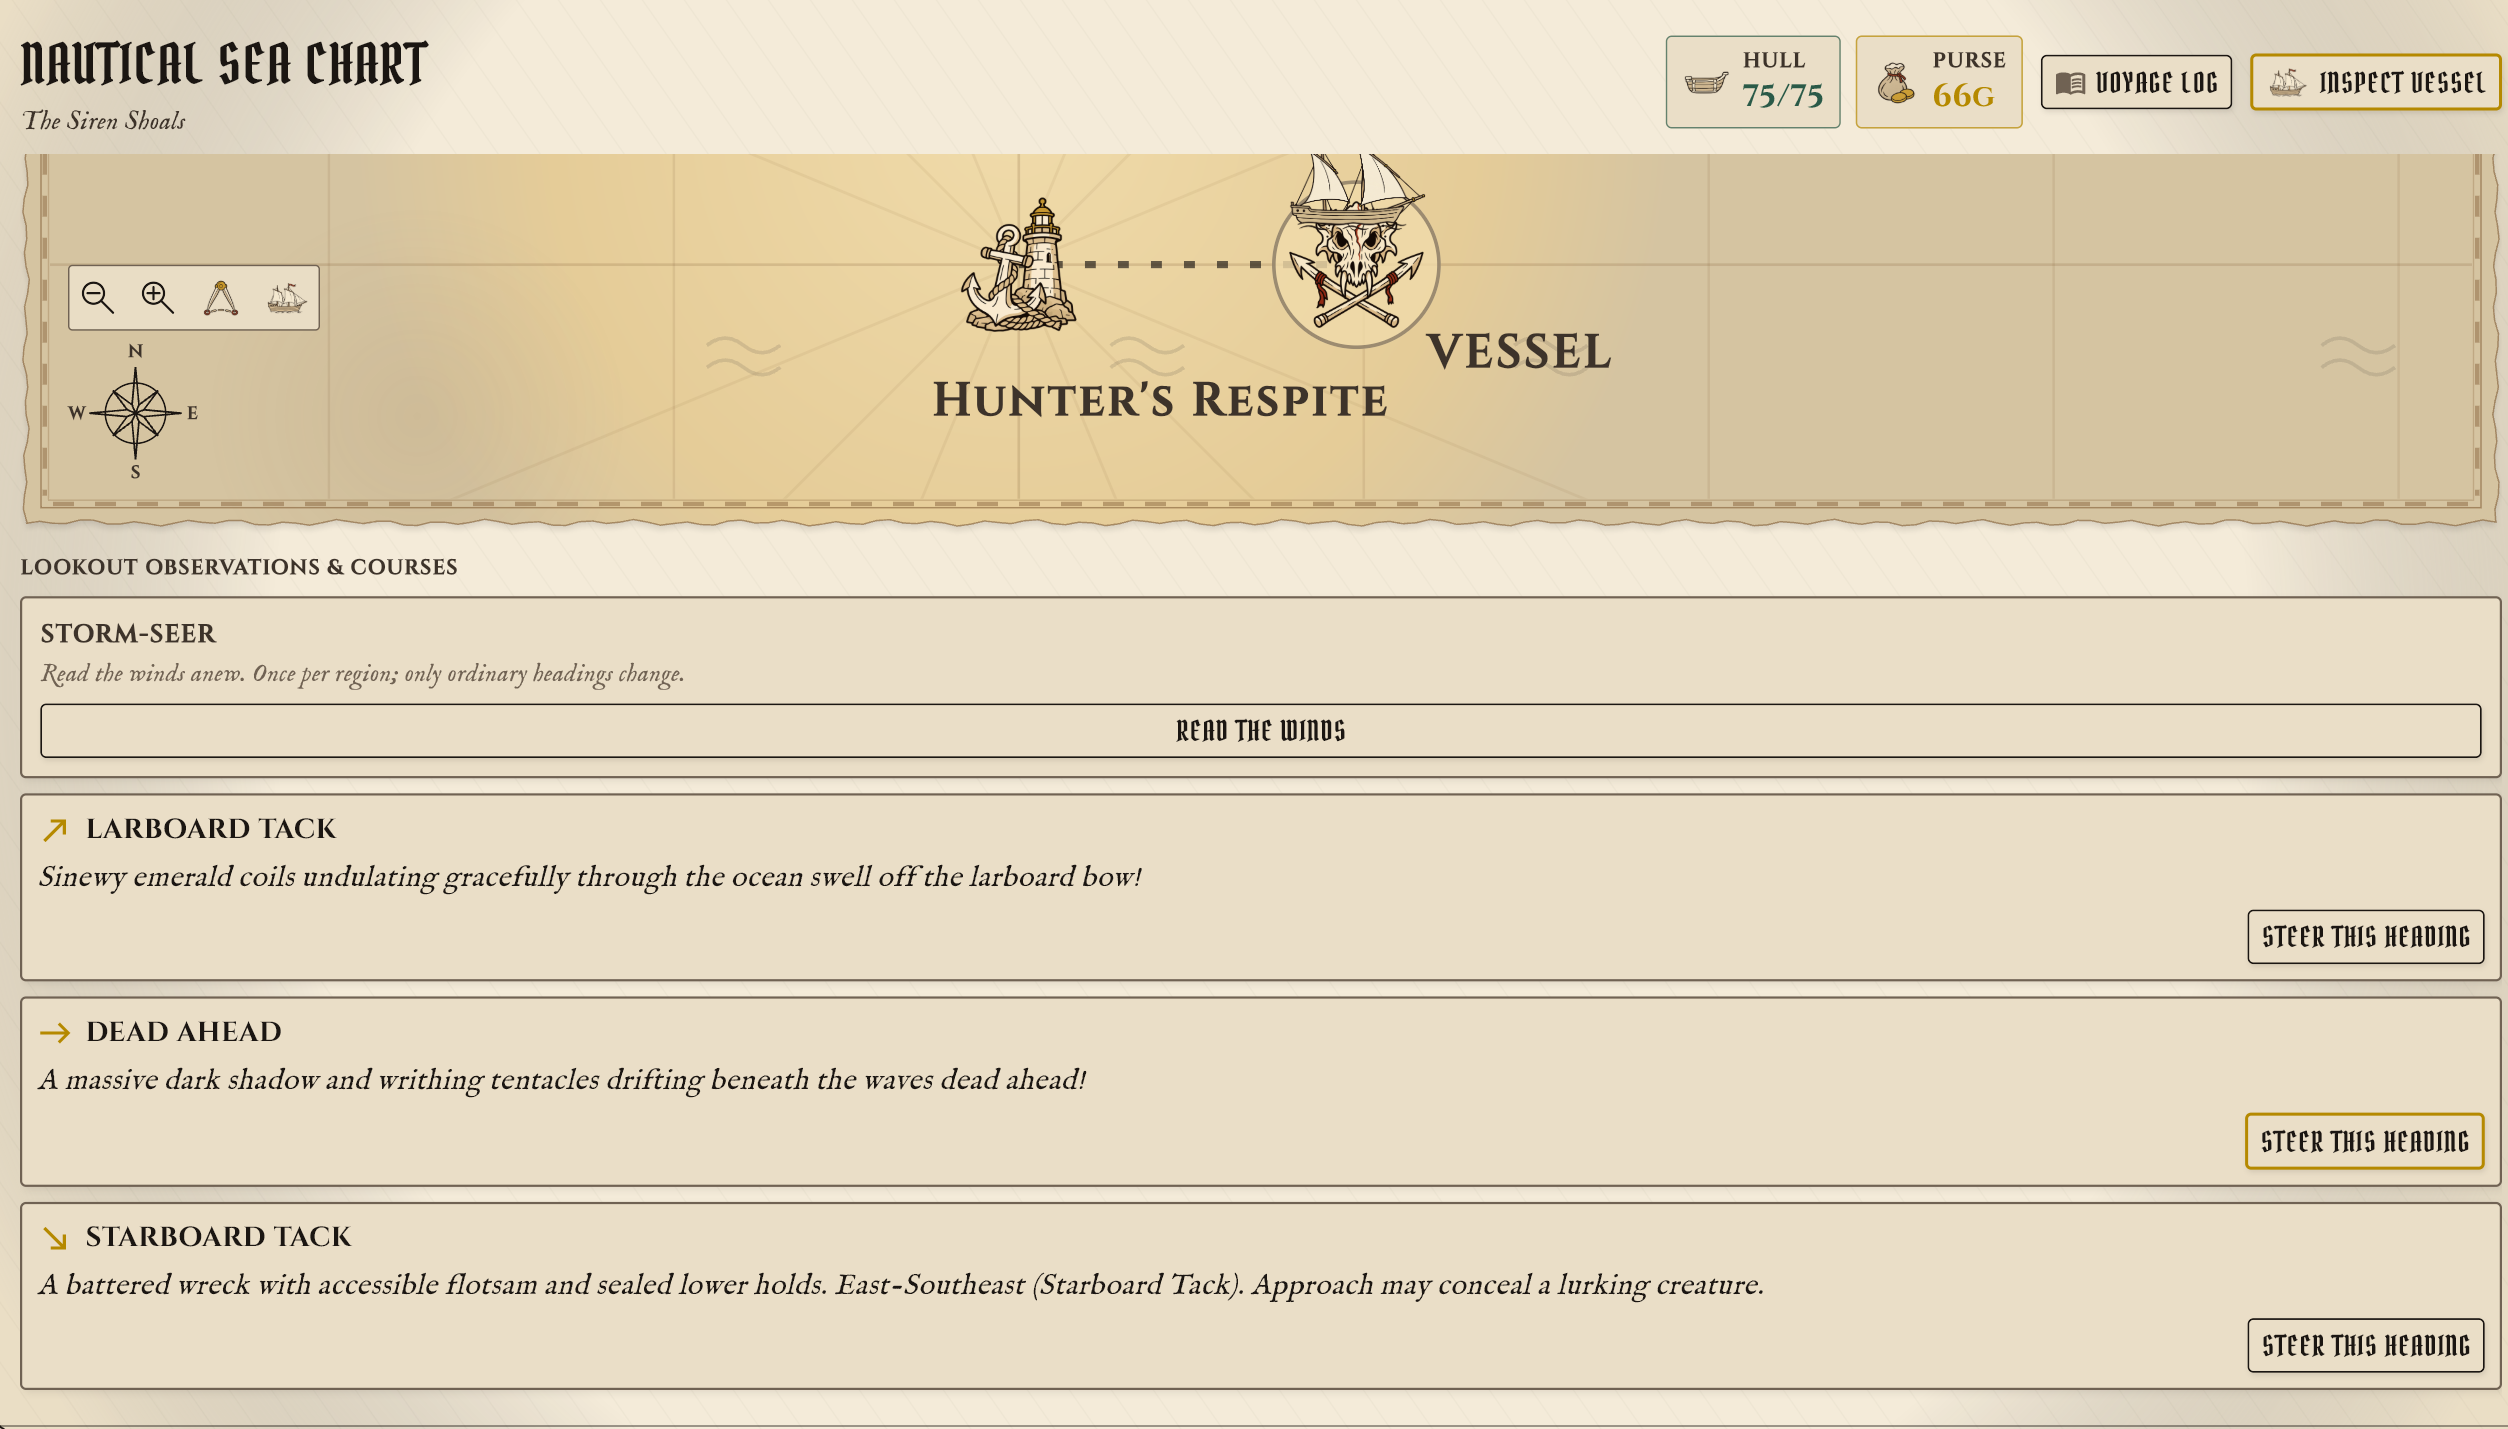 NAUTICAL SEA CHART
The Siren Shoals
HULL
75/75
PURSE
66G
VOYAGE LOG
INSPECT VESSEL
N
W
E
S
VESSEL
HUNTER'S RESPITE
LOOKOUT OBSERVATIONS & COURSES
STORM-SEER
Read the winds anew. Once per region; only ordinary headings change.
READ THE WINDS
LARBOARD TACK
Sinewy emerald coils undulating gracefully through the ocean swell off the larboard bow!
STEER THIS HEADING
DEAD AHEAD
A massive dark shadow and writhing tentacles drifting beneath the waves dead ahead!
STEER THIS HEADING
STARBOARD TACK
A battered wreck with accessible flotsam and sealed lower holds. East-Southeast (Starboard Tack). Approach may conceal a lurking creature.
STEER THIS HEADING